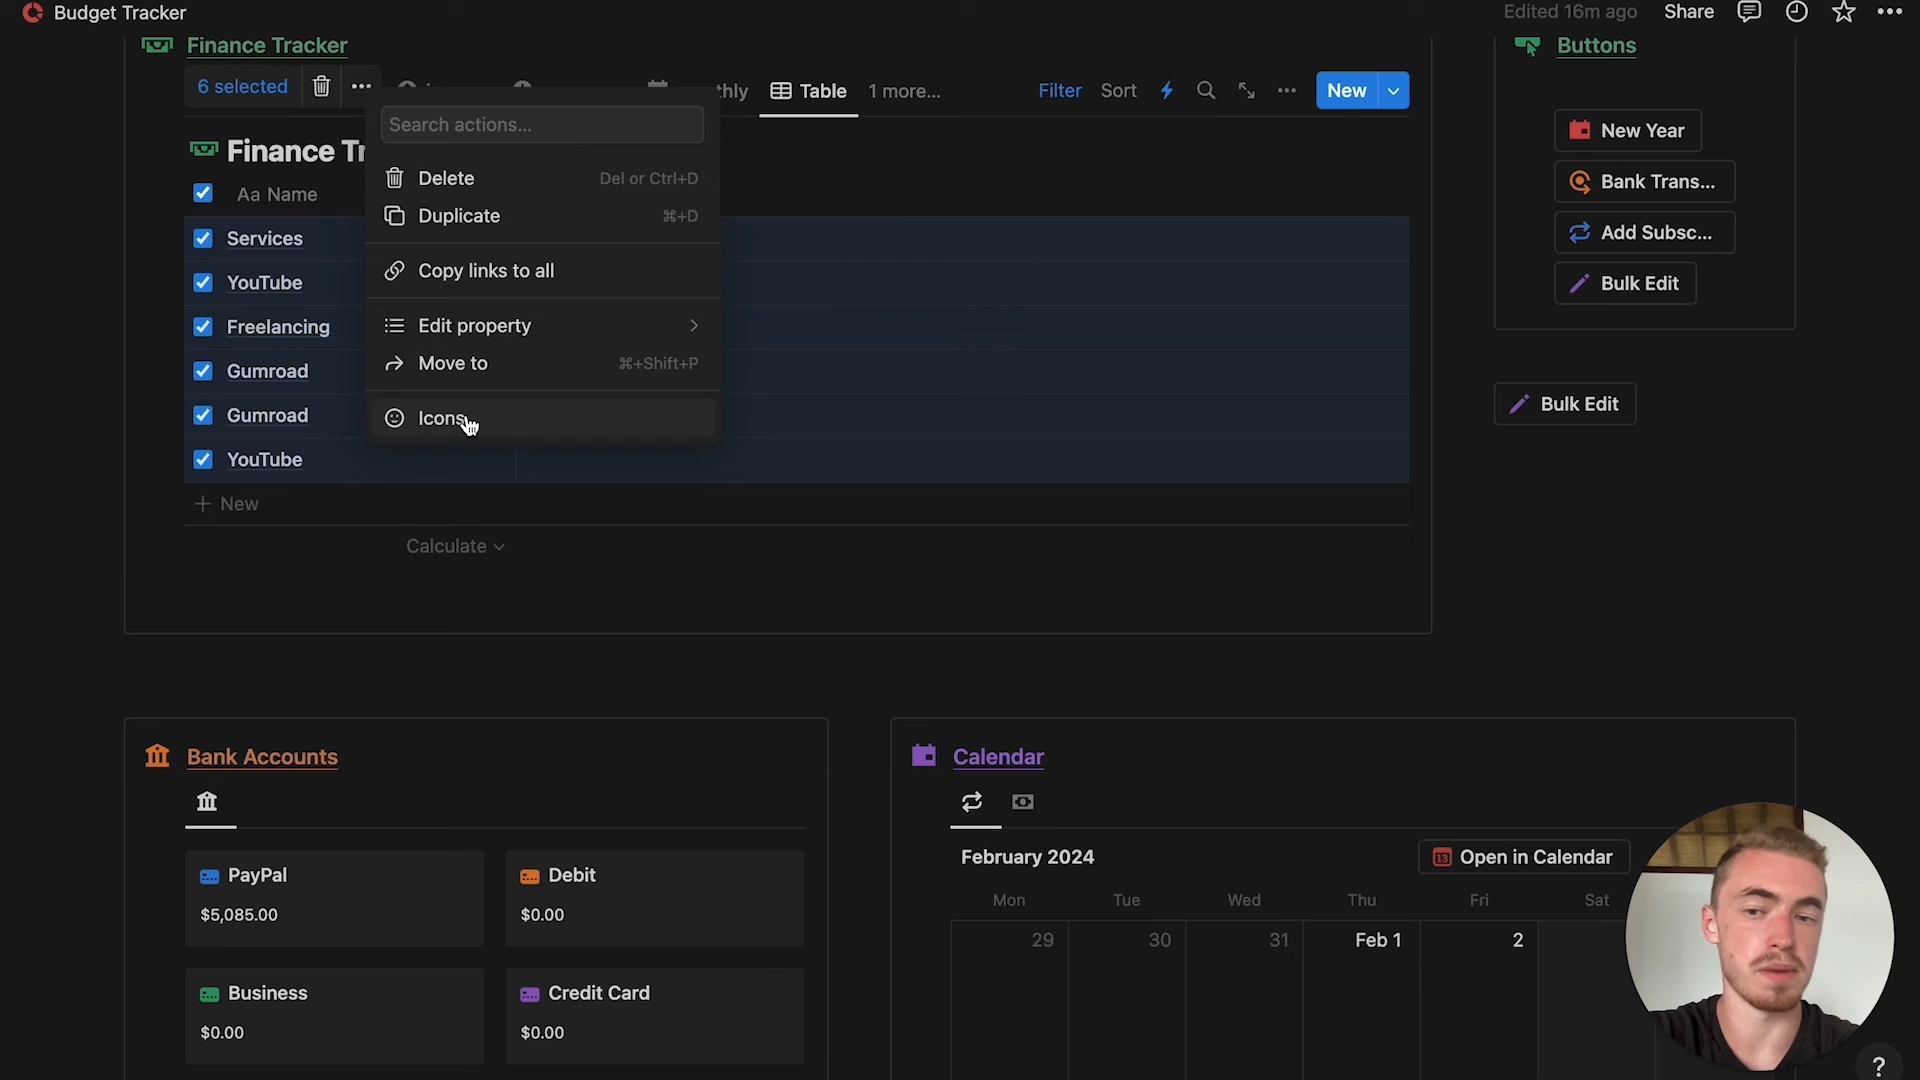 Budget Tracker
Edited 16m ago
Share
Finance Tracker
6 selected
thly
Table
1 more...
Filter
Sort
New
Search actions...
Finance Tr
Delete
Del or Ctrl+D
Duplicate
⌘+D
Copy links to all
Edit property
Move to
⌘+Shift+P
Icons
Aa Name
Services
YouTube
Freelancing
Gumroad
Gumroad
YouTube
+ New
Calculate
Buttons
New Year
Bank Trans...
Add Subsc...
Bulk Edit
Bulk Edit
Bank Accounts
PayPal
$5,085.00
Debit
$0.00
Business
$0.00
Credit Card
$0.00
Calendar
February 2024
13
Open in Calendar
Mon
Tue
Wed
Thu
Fri
Sat
29
30
31
Feb 1
2
?